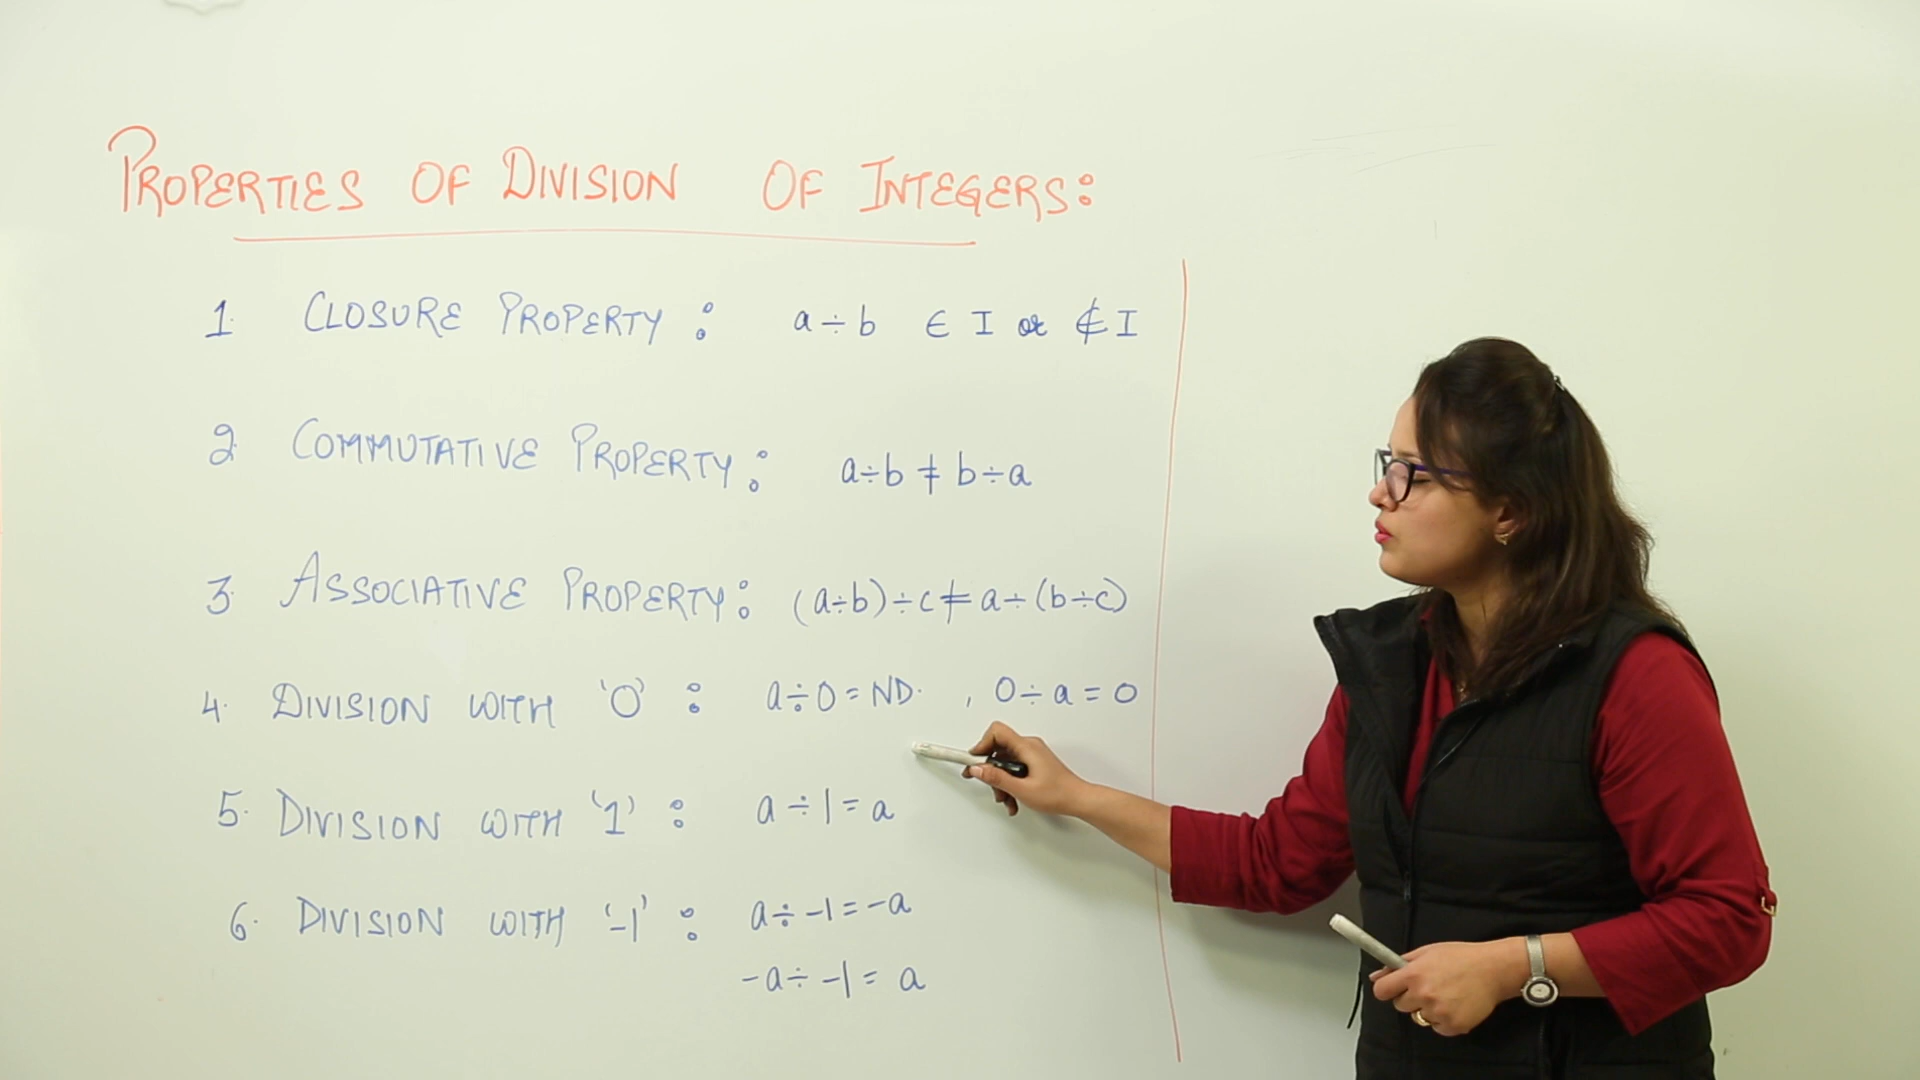 PROPERTIES OF DIVISION OF INTEGERS:
1. CLOSURE PROPERTY : a ÷ b ∈ I or ∉ I
2. COMMUTATIVE PROPERTY : a÷b ≠ b÷a
3. ASSOCIATIVE PROPERTY : (a÷b)÷c ≠ a÷(b÷c)
4. DIVISION WITH '0' : a÷0 = ND. , 0÷a = 0
5. DIVISION WITH '1' : a ÷ 1 = a
6. DIVISION WITH '-1' : a ÷ -1 = -a
-a ÷ -1 = a